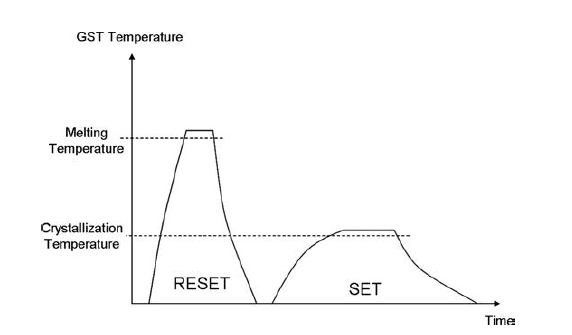 GST Temperature
Melting
Temperature
Crystallization
Temperature
RESET
SET
Time